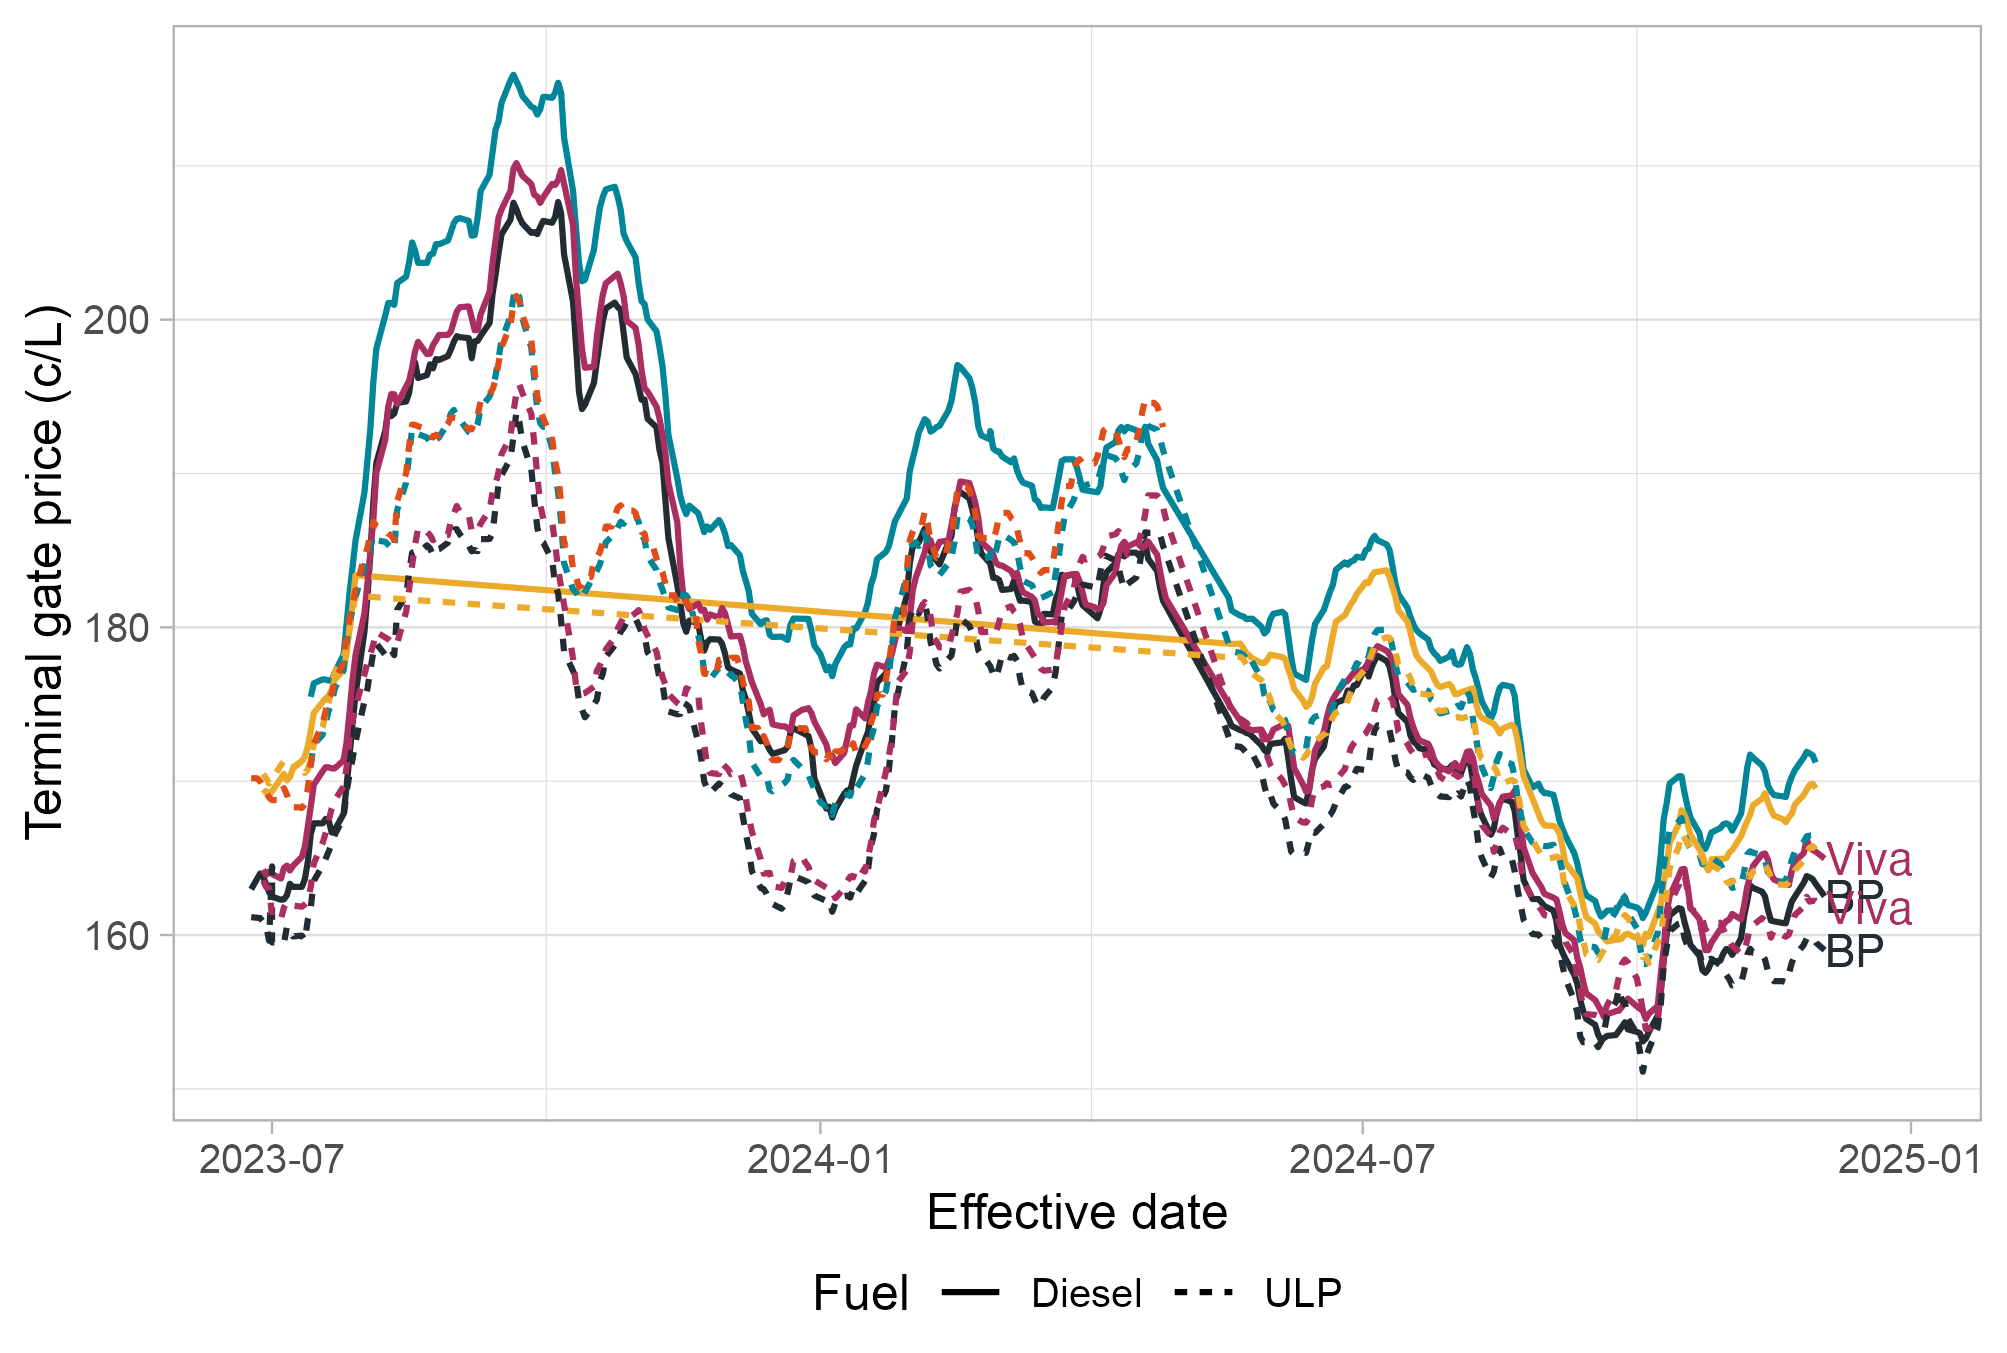 Terminal gate price (c/L)
200
180
160
Viva
BP
Viva
BP
2023-07
2024-01
2024-07
2025-01
Effective date
Fuel
Diesel
ULP